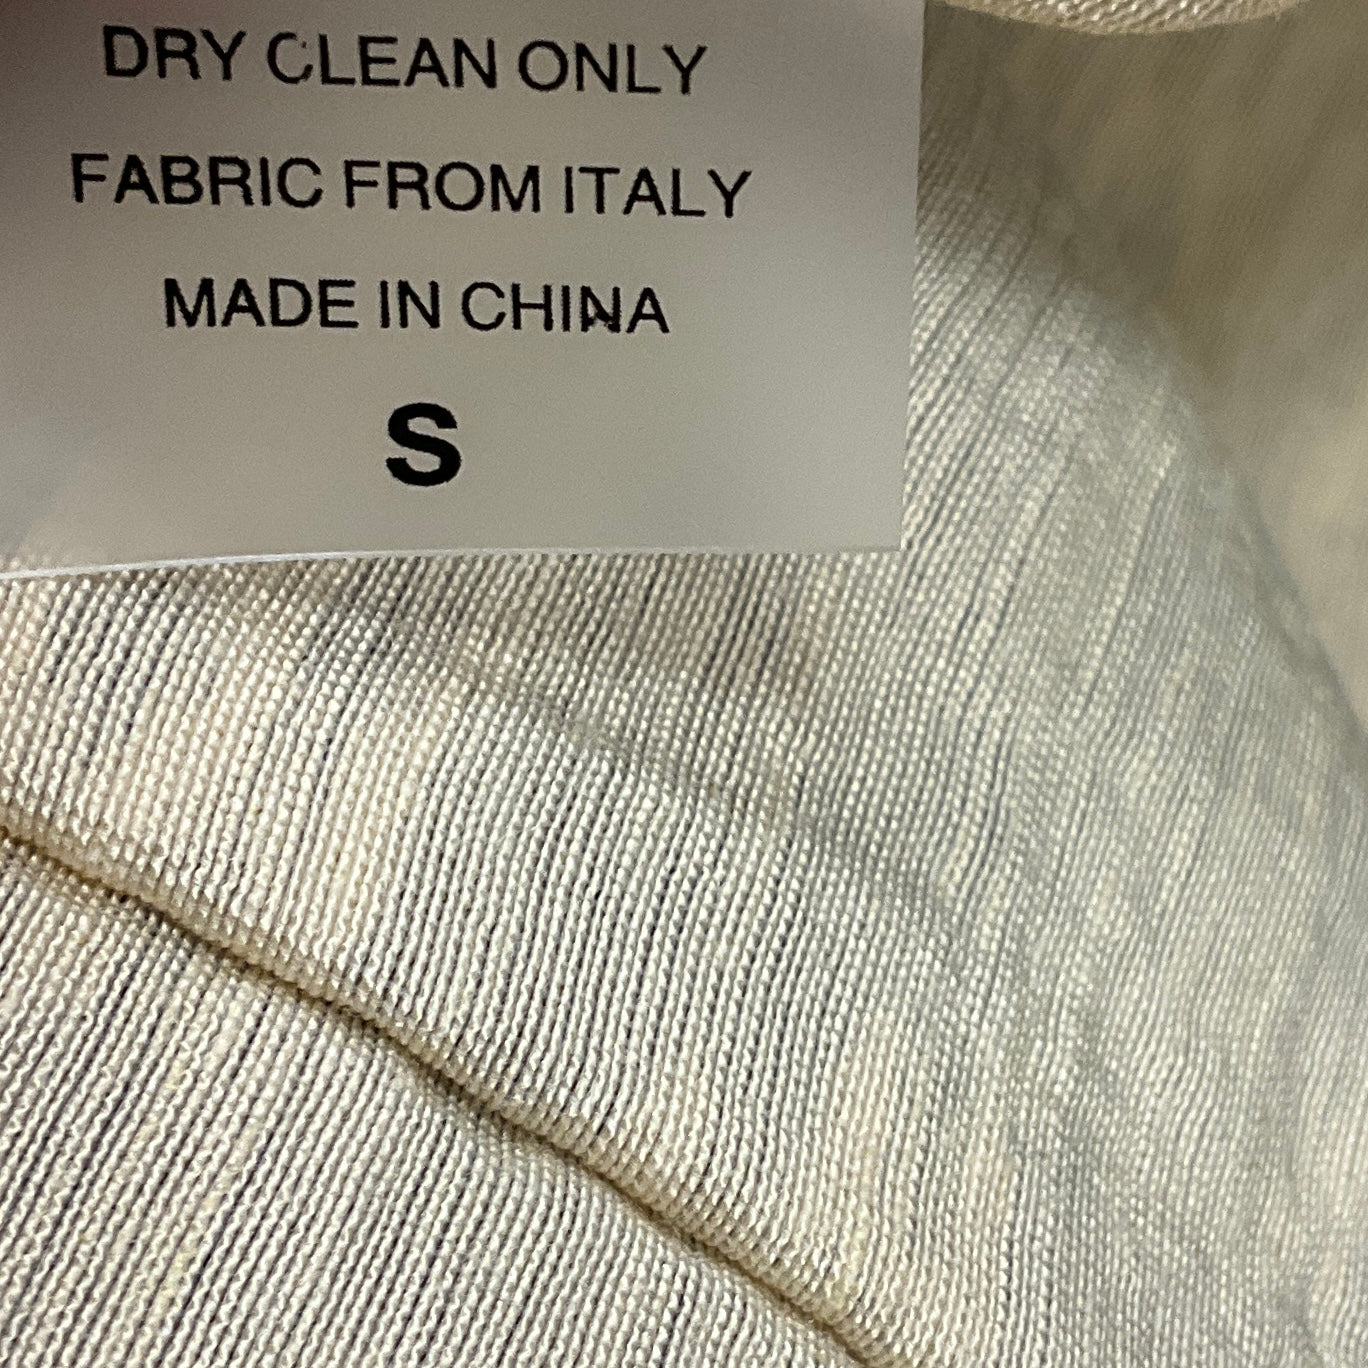 DRY CLEAN ONLY
FABRIC FROM ITALY
MADE IN CHINA
S